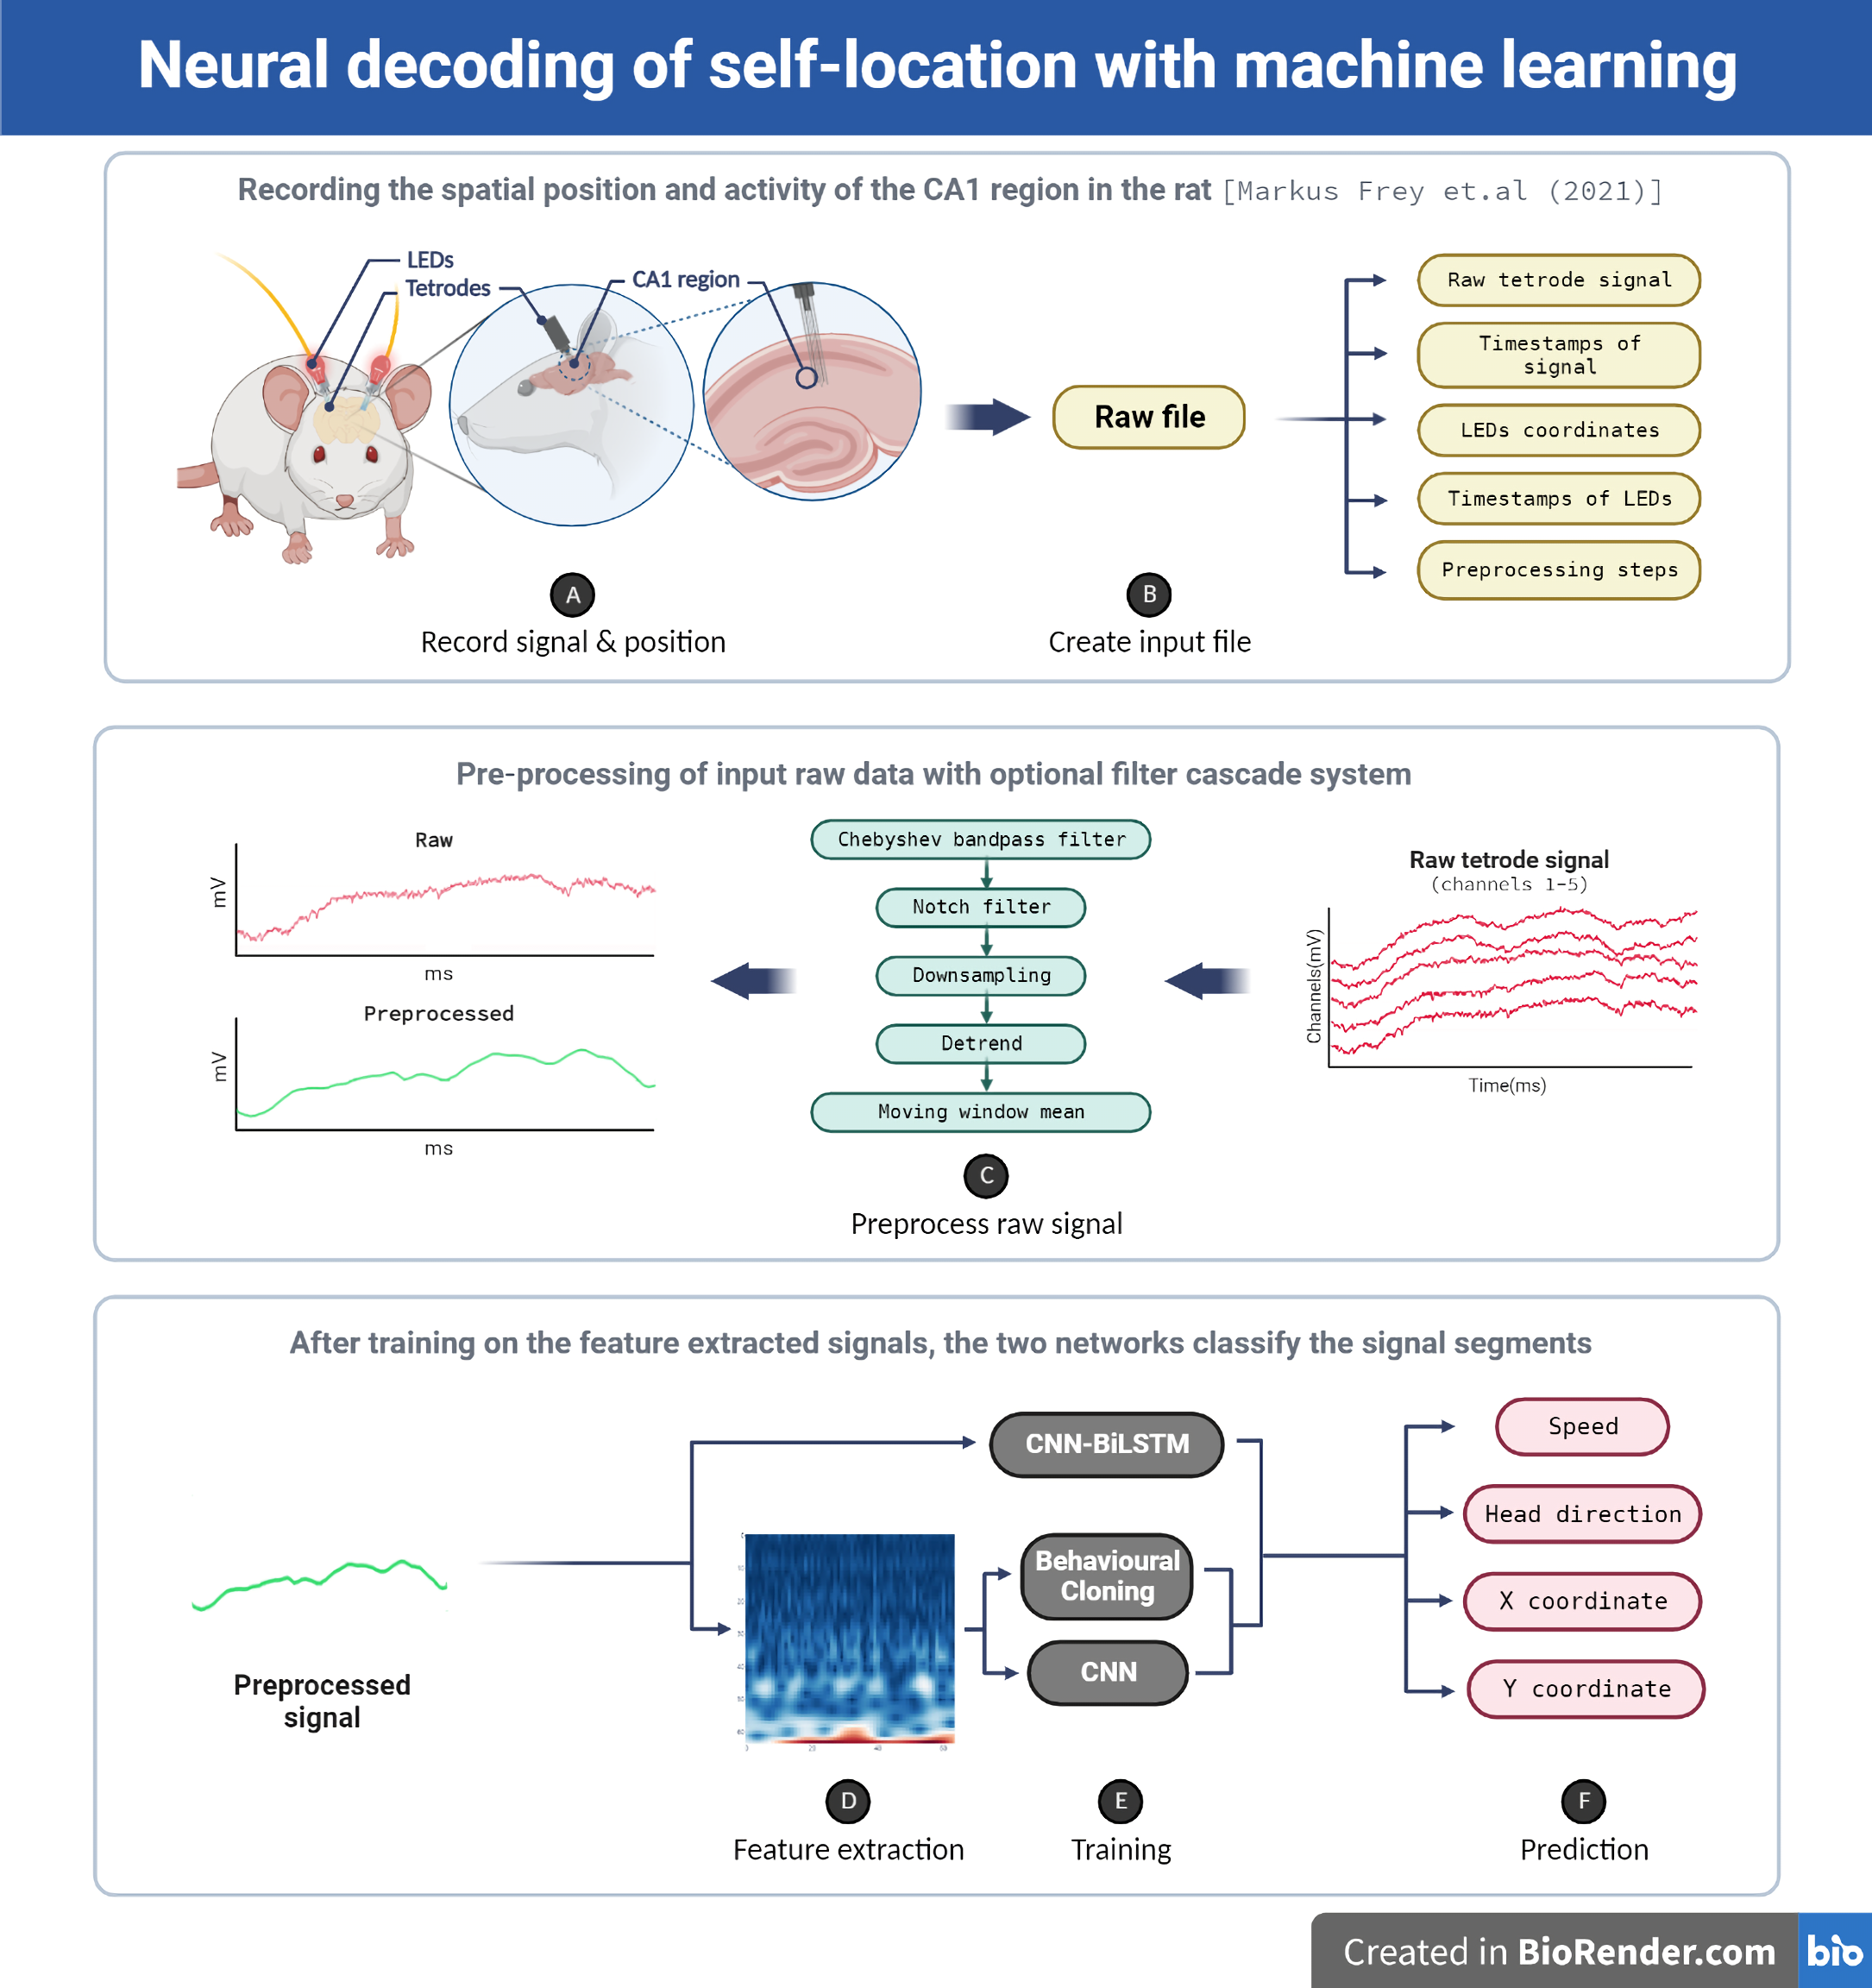 Neural decoding of self-location with machine learning
Recording the spatial position and activity of the CA1 region in the rat [Markus Frey et.al (2021)]
LEDs
Tetrodes
CA1 region
Raw file
Raw tetrode signal
Timestamps of
signal
LEDs coordinates
Timestamps of LEDs
Preprocessing steps
A
Record signal & position
B
Create input file
Pre-processing of input raw data with optional filter cascade system
Raw
mV
ms
Preprocessed
mV
ms
Chebyshev bandpass filter
Notch filter
Downsampling
Detrend
Moving window mean
C
Preprocess raw signal
Raw tetrode signal
(channels 1-5)
Channels(mV)
Time(ms)
After training on the feature extracted signals, the two networks classify the signal segments
Preprocessed
signal
CNN-BiLSTM
Behavioural
Cloning
CNN
Speed
Head direction
X coordinate
Y coordinate
D
Feature extraction
E
Training
F
Prediction
Created in BioRender.com
bio